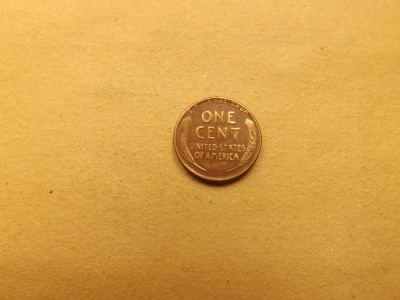 ONE
CENT
UNITED STATES
OF AMERICA